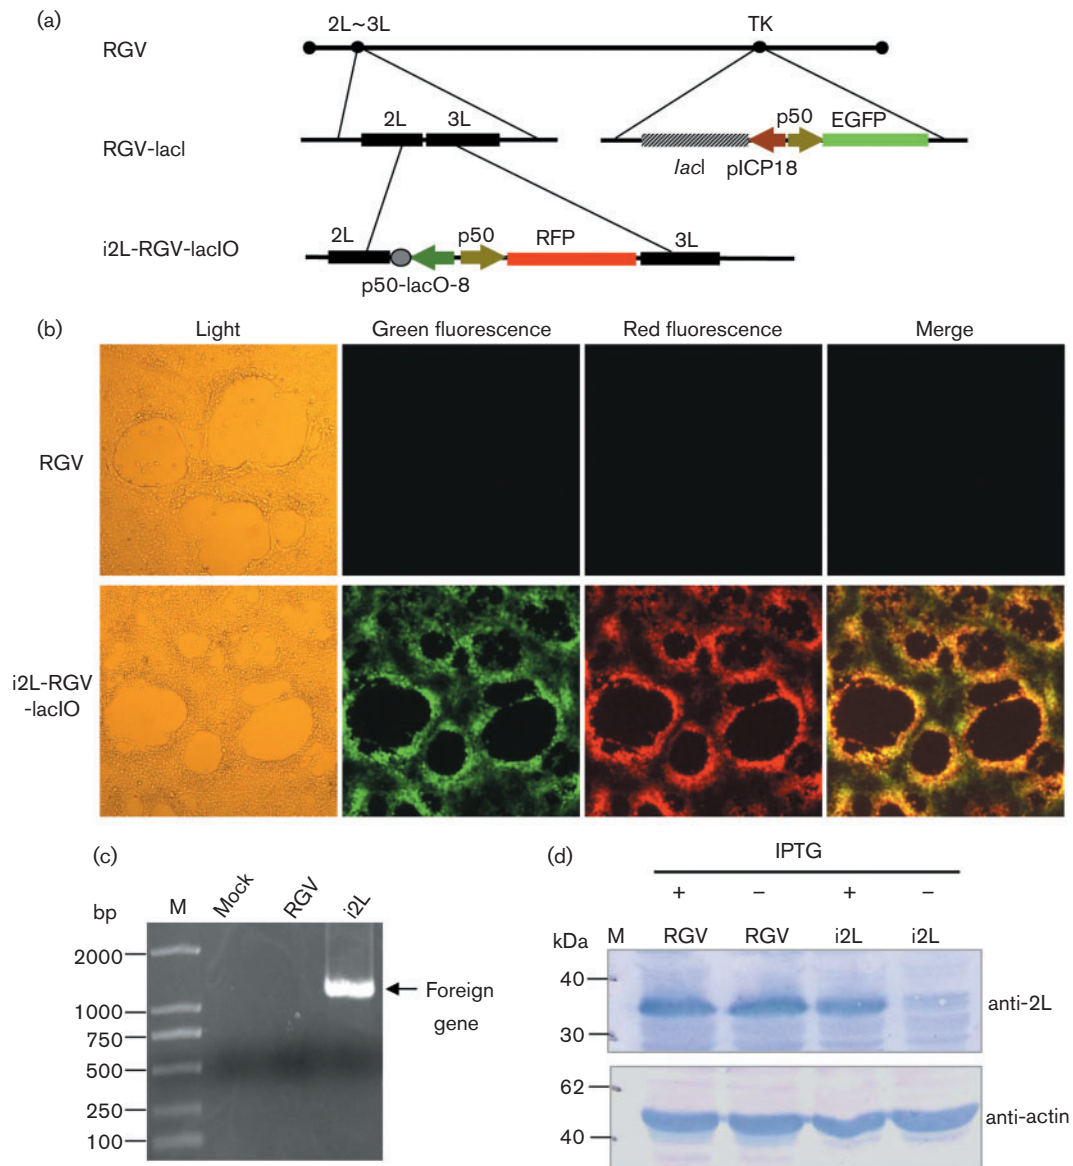 (a)
2L~3L
TK
RGV
2L
3L
p50
EGFP
RGV-lacI
lacI
pICP18
2L
p50
RFP
3L
i2L-RGV-lacIO
p50-lacO-8
(b)
Light
Green fluorescence
Red fluorescence
Merge
RGV
i2L-RGV
-lacIO
(c)
bp
M
Mock
RGV
i2L
2000
1000
750
500
250
100
Foreign
gene
(d)
IPTG
+
–
+
–
kDa
M
RGV
RGV
i2L
i2L
40
30
anti-2L
62
40
anti-actin